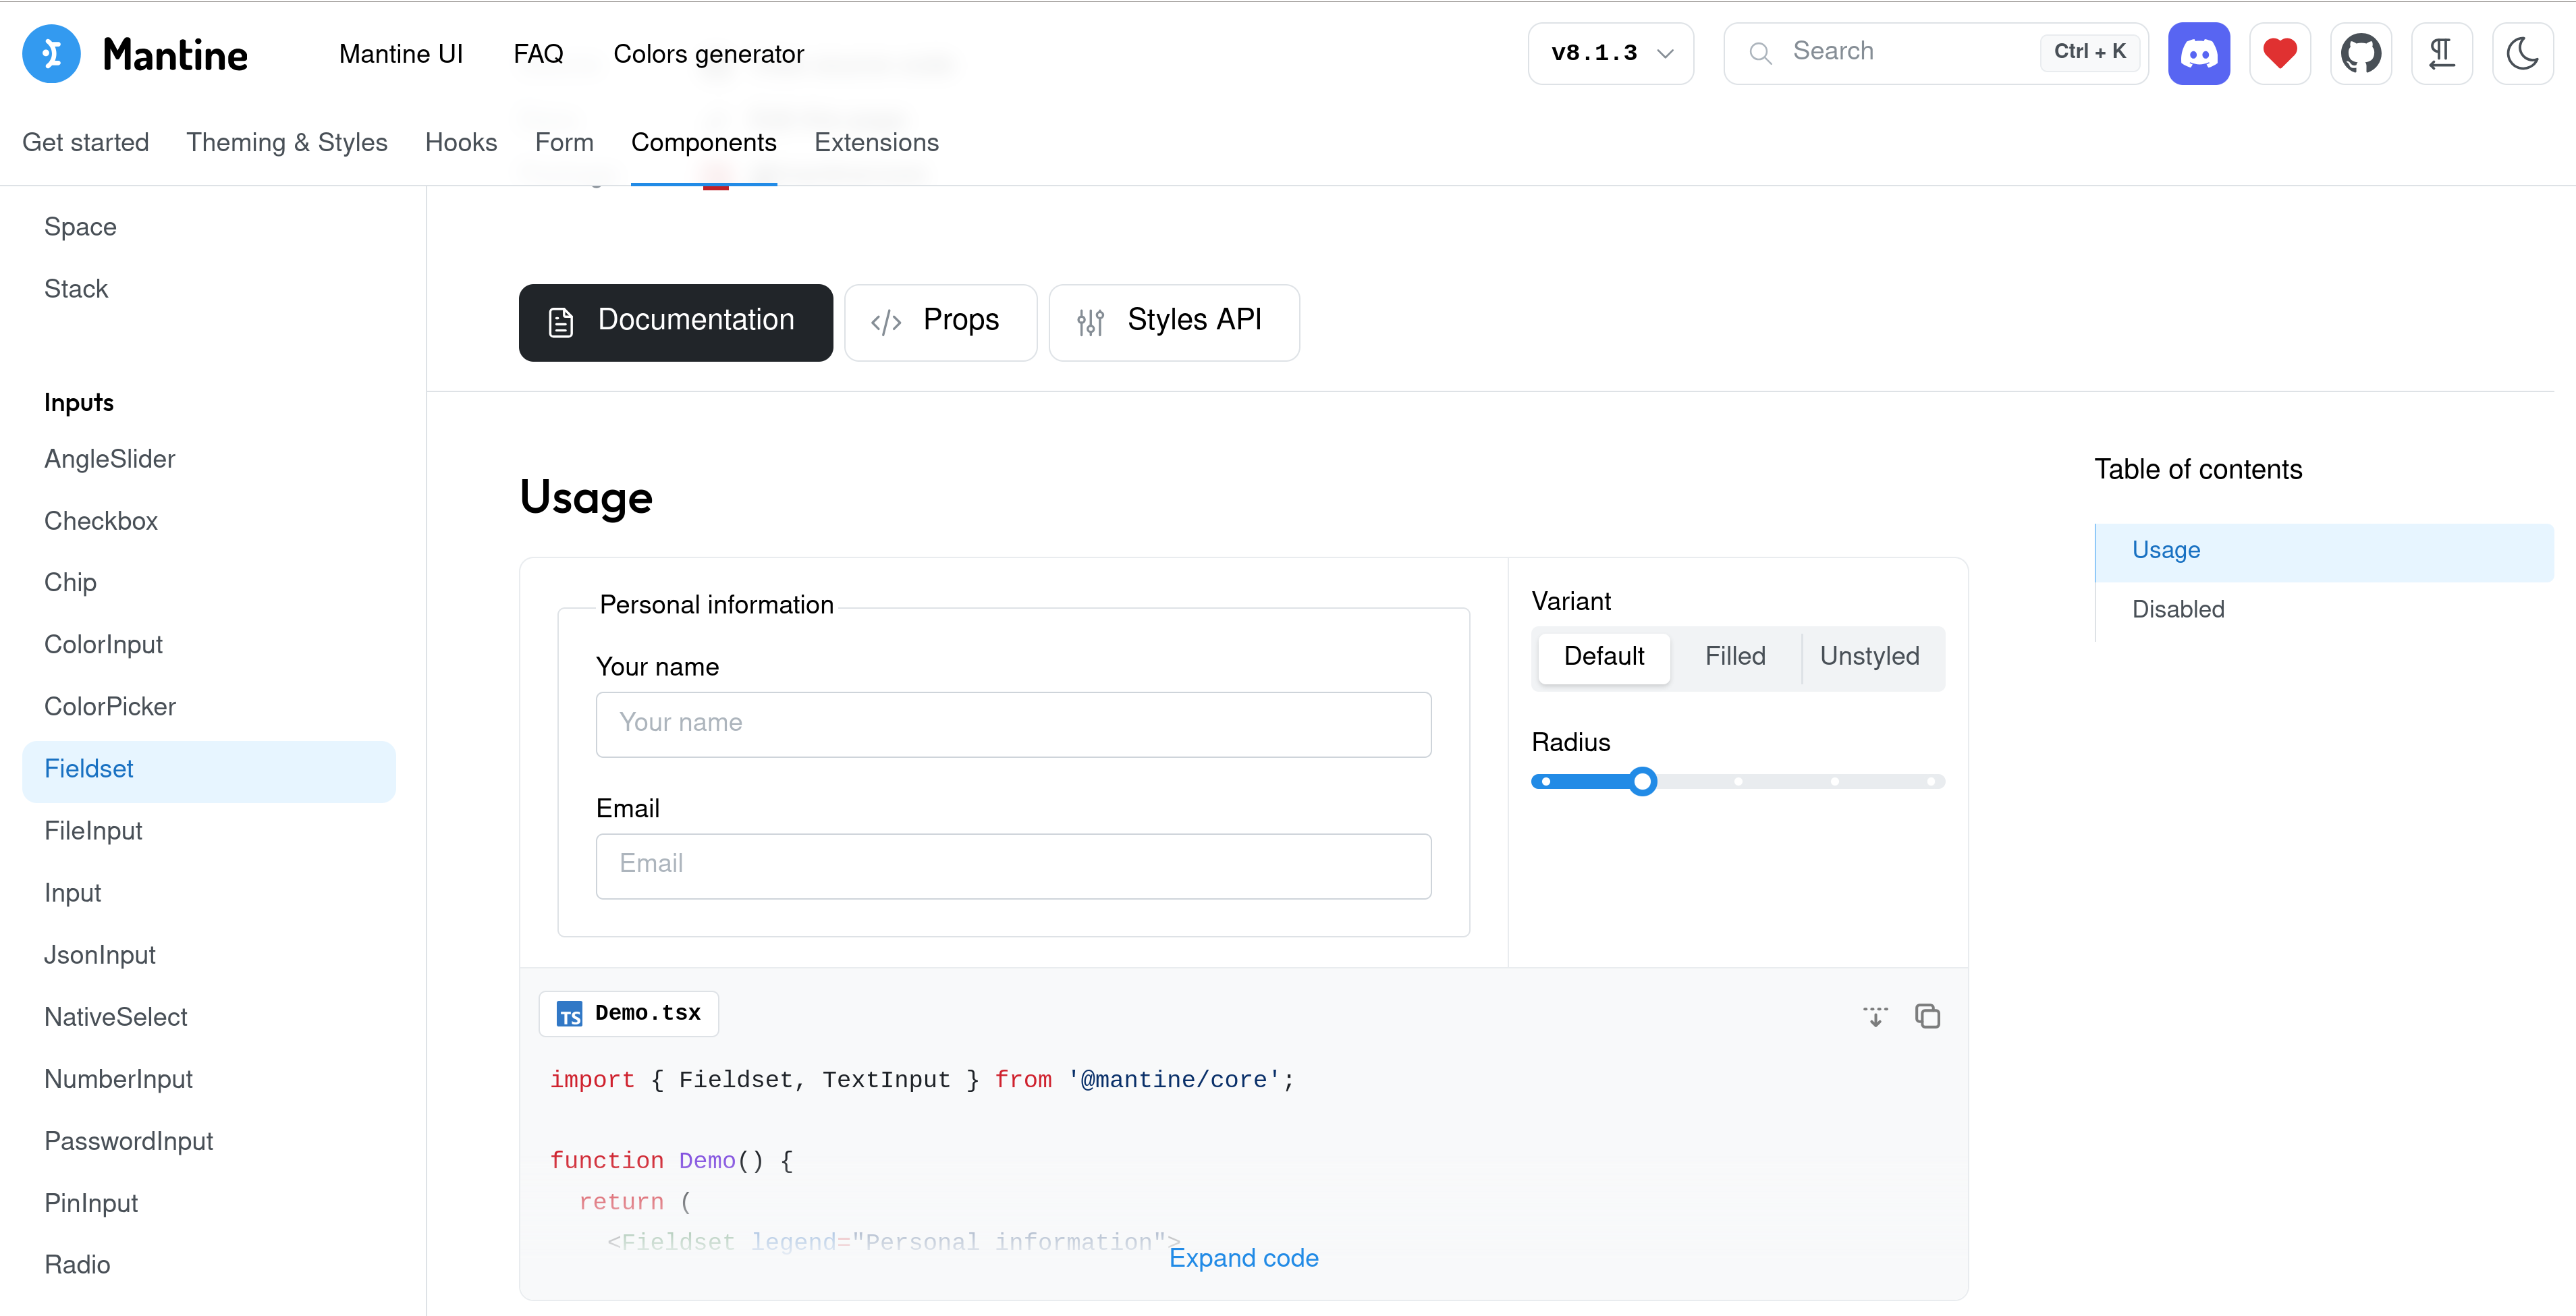 Mantine
Mantine UI
FAQ
Colors generator
v8.1.3
Search
Ctrl + K
Get started
Theming & Styles
Hooks
Form
Components
Extensions
Space
Stack
Inputs
AngleSlider
Checkbox
Chip
ColorInput
ColorPicker
Fieldset
FileInput
Input
JsonInput
NativeSelect
NumberInput
PasswordInput
PinInput
Radio
Documentation
Props
Styles API
Usage
Personal information
Your name
Your name
Email
Email
Variant
Default
Filled
Unstyled
Radius
TS
Demo.tsx
import { Fieldset, TextInput } from '@mantine/core';
function Demo() {
return (
<Fieldset legend="Personal information">
Expand code
Table of contents
Usage
Disabled